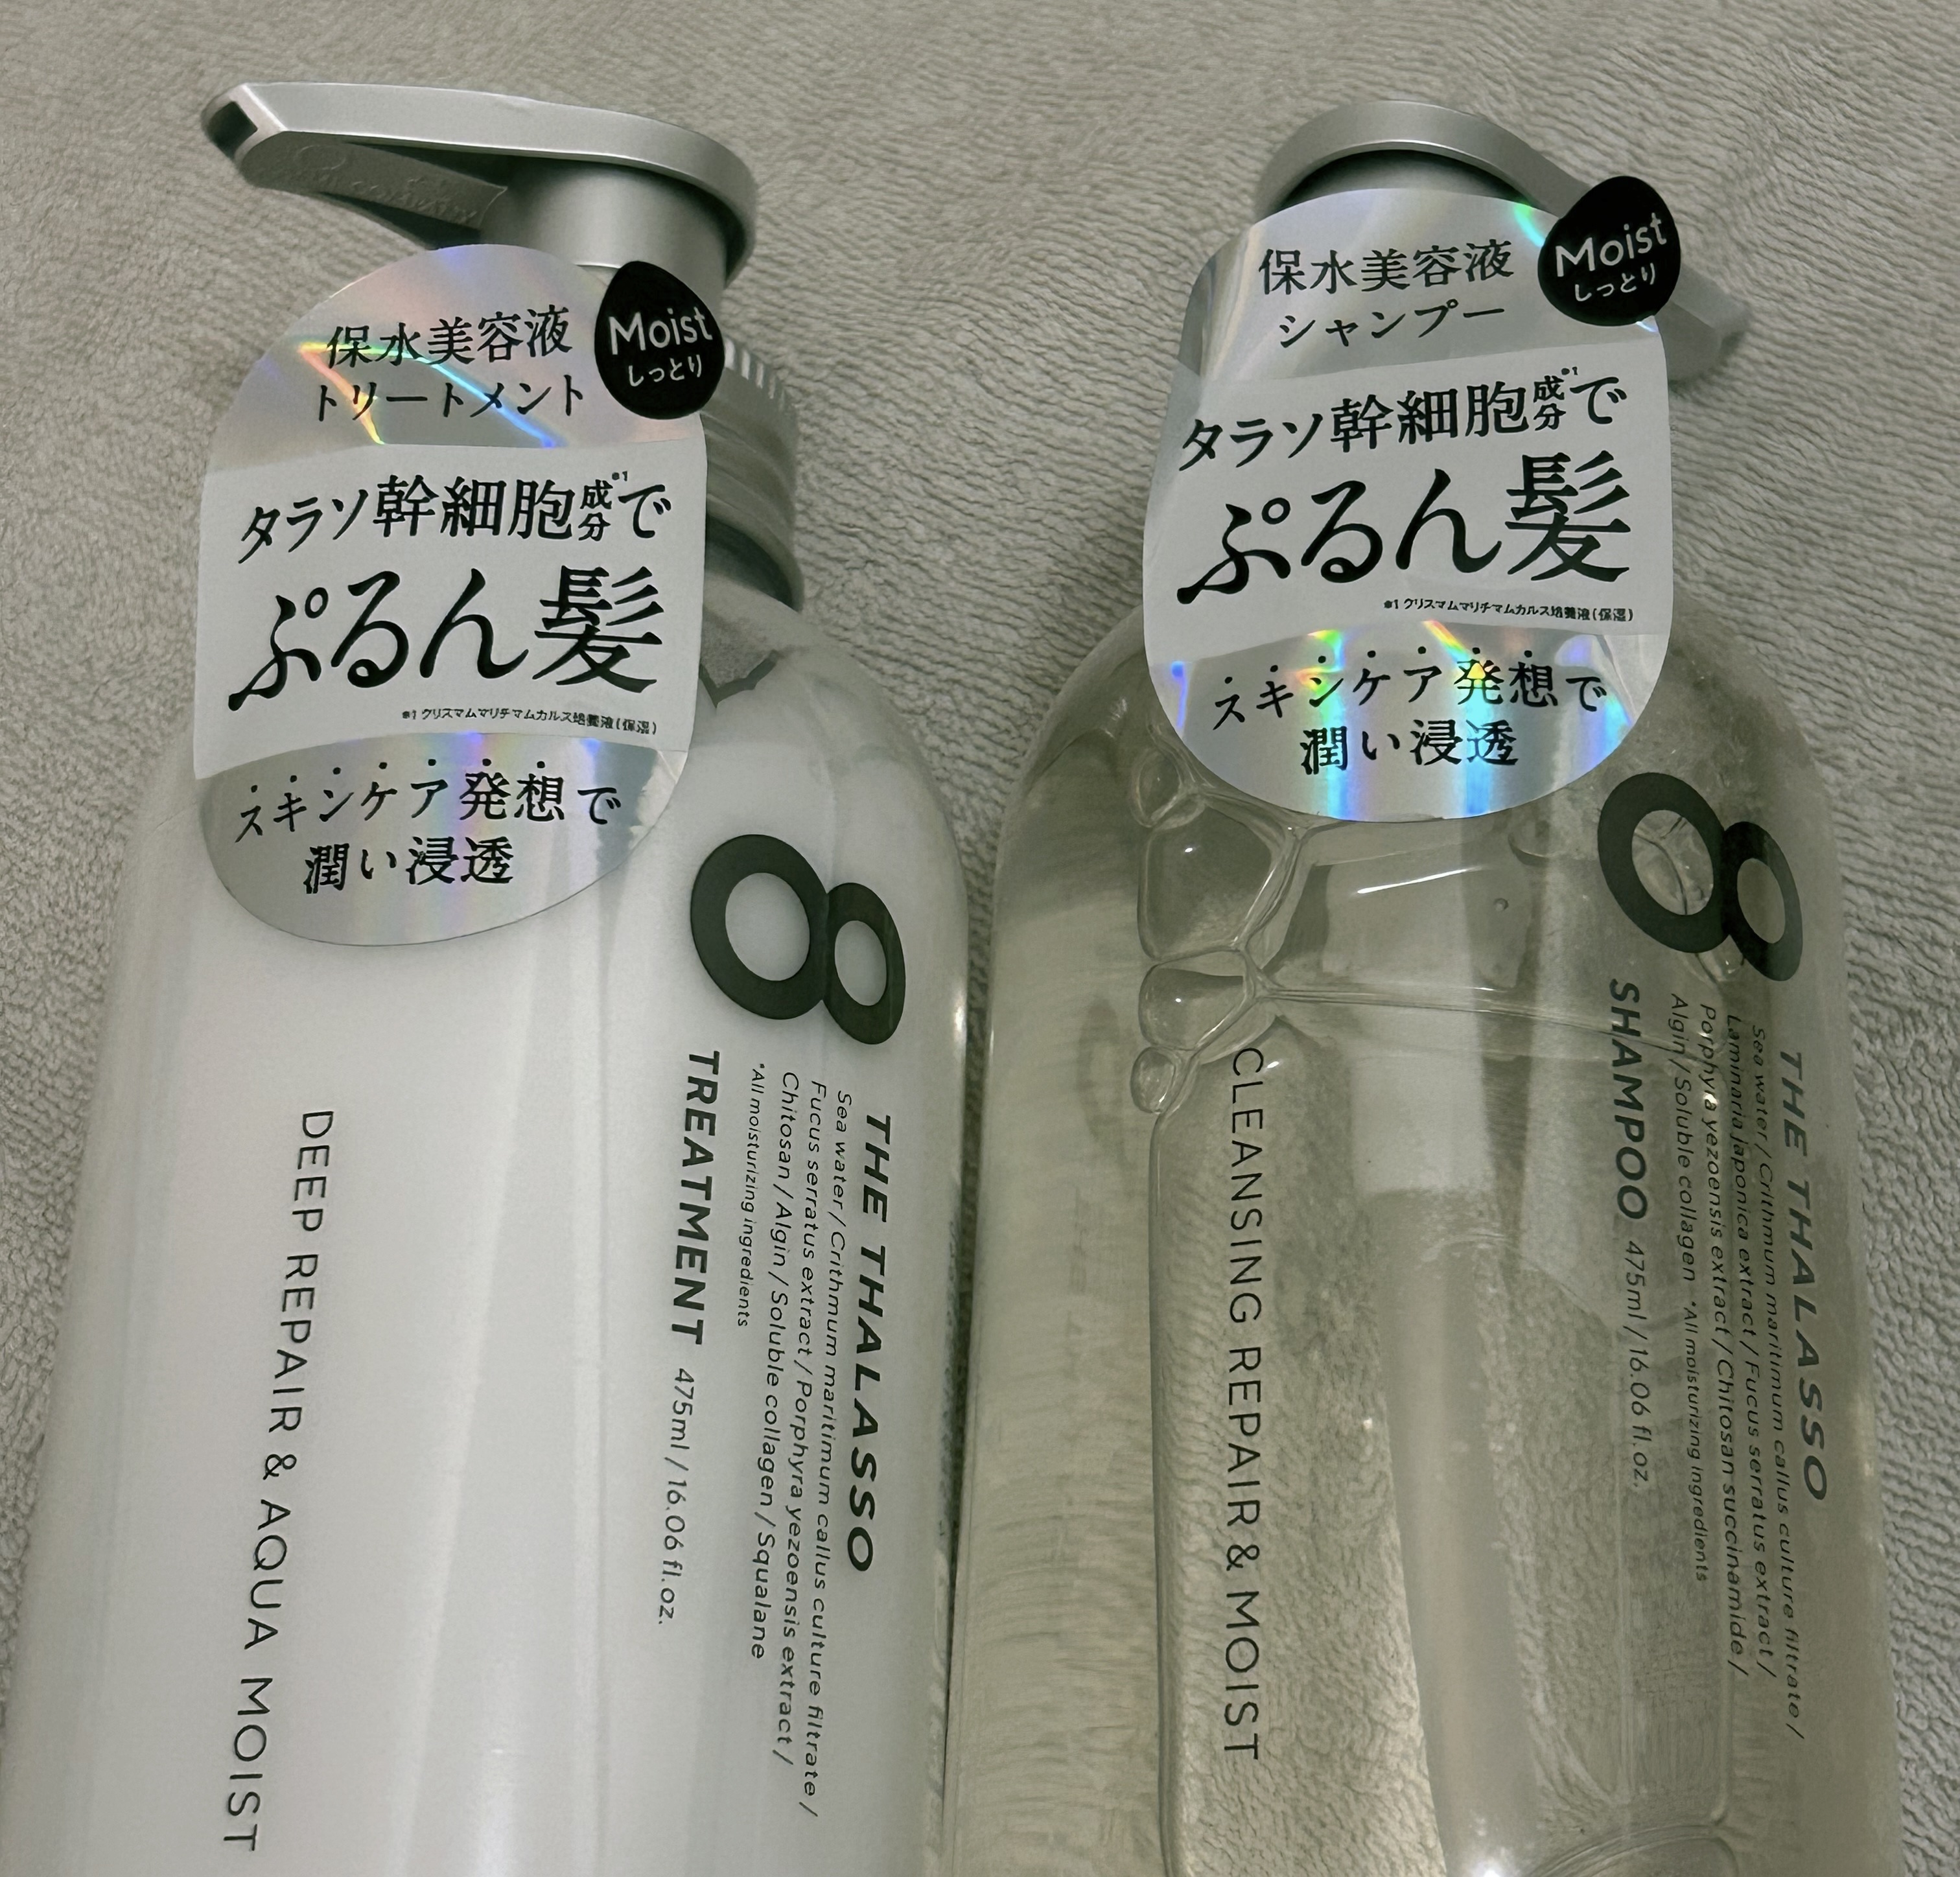 保水美容液
トリートメント
Moist
しっとり
タラソ幹細胞成分※1で
ぷるん髪
※1 クリスマムマリチマムカルス培養液(保湿)
スキンケア発想で
潤い浸透
8
THE THALASSO
Sea water / Crithmum maritimum callus culture filtrate /
Fucus serratus extract / Porphyra yezoensis extract /
Chitosan / Algin / Soluble collagen / Squalane
*All moisturizing ingredients
TREATMENT 475ml / 16.06 fl.oz.
DEEP REPAIR & AQUA MOIST
保水美容液
シャンプー
Moist
しっとり
タラソ幹細胞成分※1で
ぷるん髪
※1 クリスマムマリチマムカルス培養液(保湿)
スキンケア発想で
潤い浸透
8
THE THALASSO
Sea water / Crithmum maritimum callus culture filtrate /
Laminaria japonica extract / Fucus serratus extract /
Porphyra yezoensis extract / Chitosan succinamide /
Algin / Soluble collagen *All moisturizing ingredients
SHAMPOO 475ml / 16.06 fl.oz.
CLEANSING REPAIR & MOIST